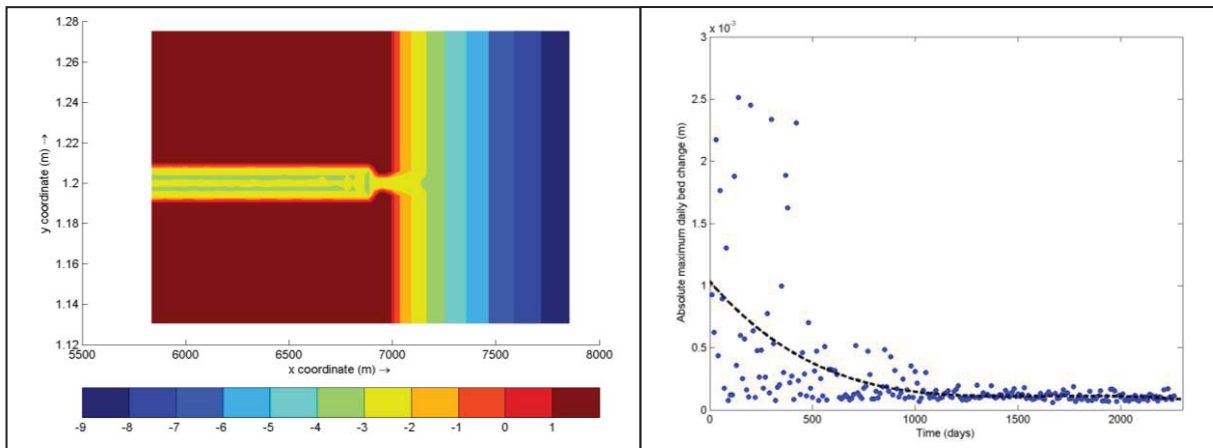 1.28
1.26
1.24
1.22
1.2
1.18
1.16
1.14
1.12
y coordinate (m) →
5500 6000 6500 7000 7500 8000
x coordinate (m) →
-9 -8 -7 -6 -5 -4 -3 -2 -1 0 1
x 10⁻³
3
2.5
2
1.5
1
0.5
0
Absolute maximum daily bed change (m)
0 500 1000 1500 2000
Time (days)